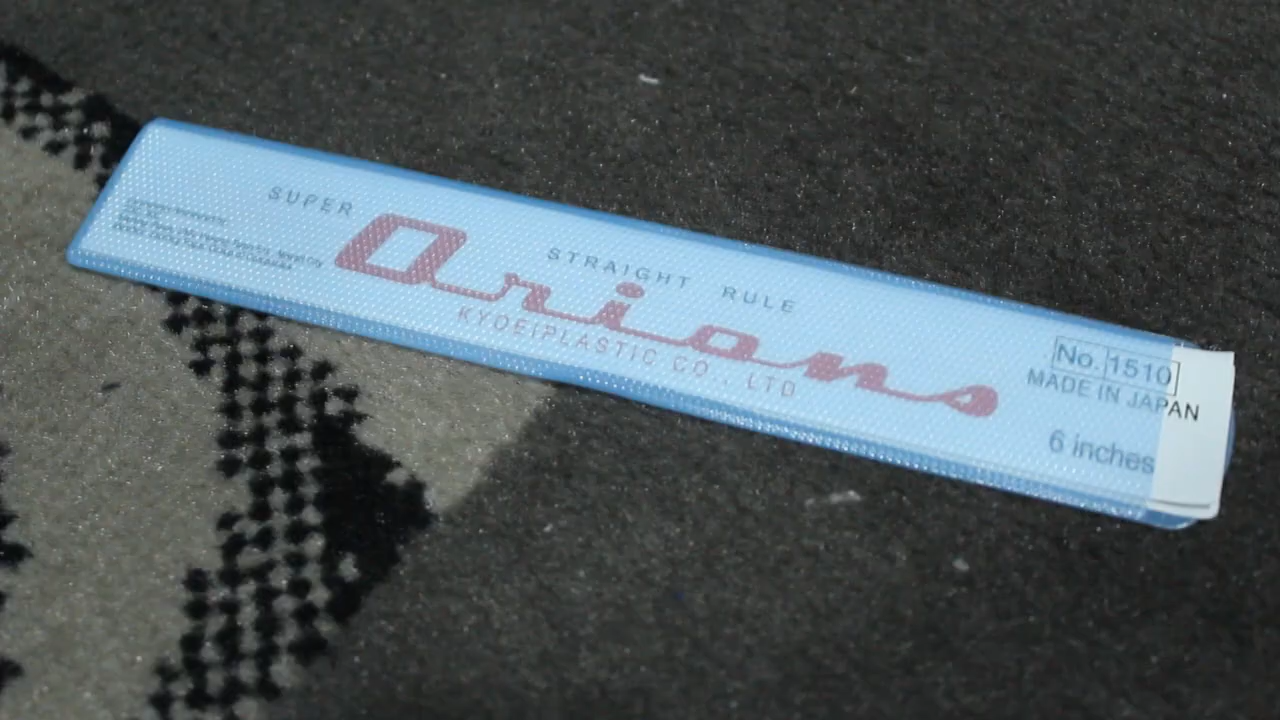 SUPER
Orions
STRAIGHT RULE
KYOEIPLASTIC CO., LTD
No. 1510
MADE IN JAPAN
6 inches